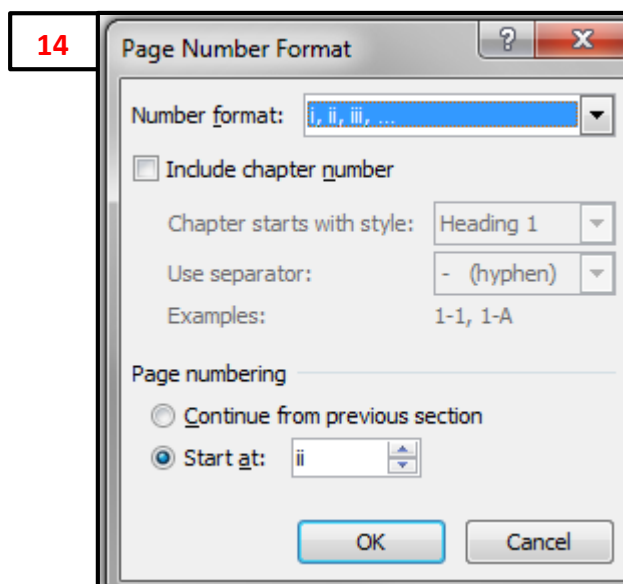 14
Page Number Format
Number format: i, ii, iii, ...
Include chapter number
Chapter starts with style: Heading 1
Use separator: - (hyphen)
Examples: 1-1, 1-A
Page numbering
Continue from previous section
Start at: ii
OK Cancel